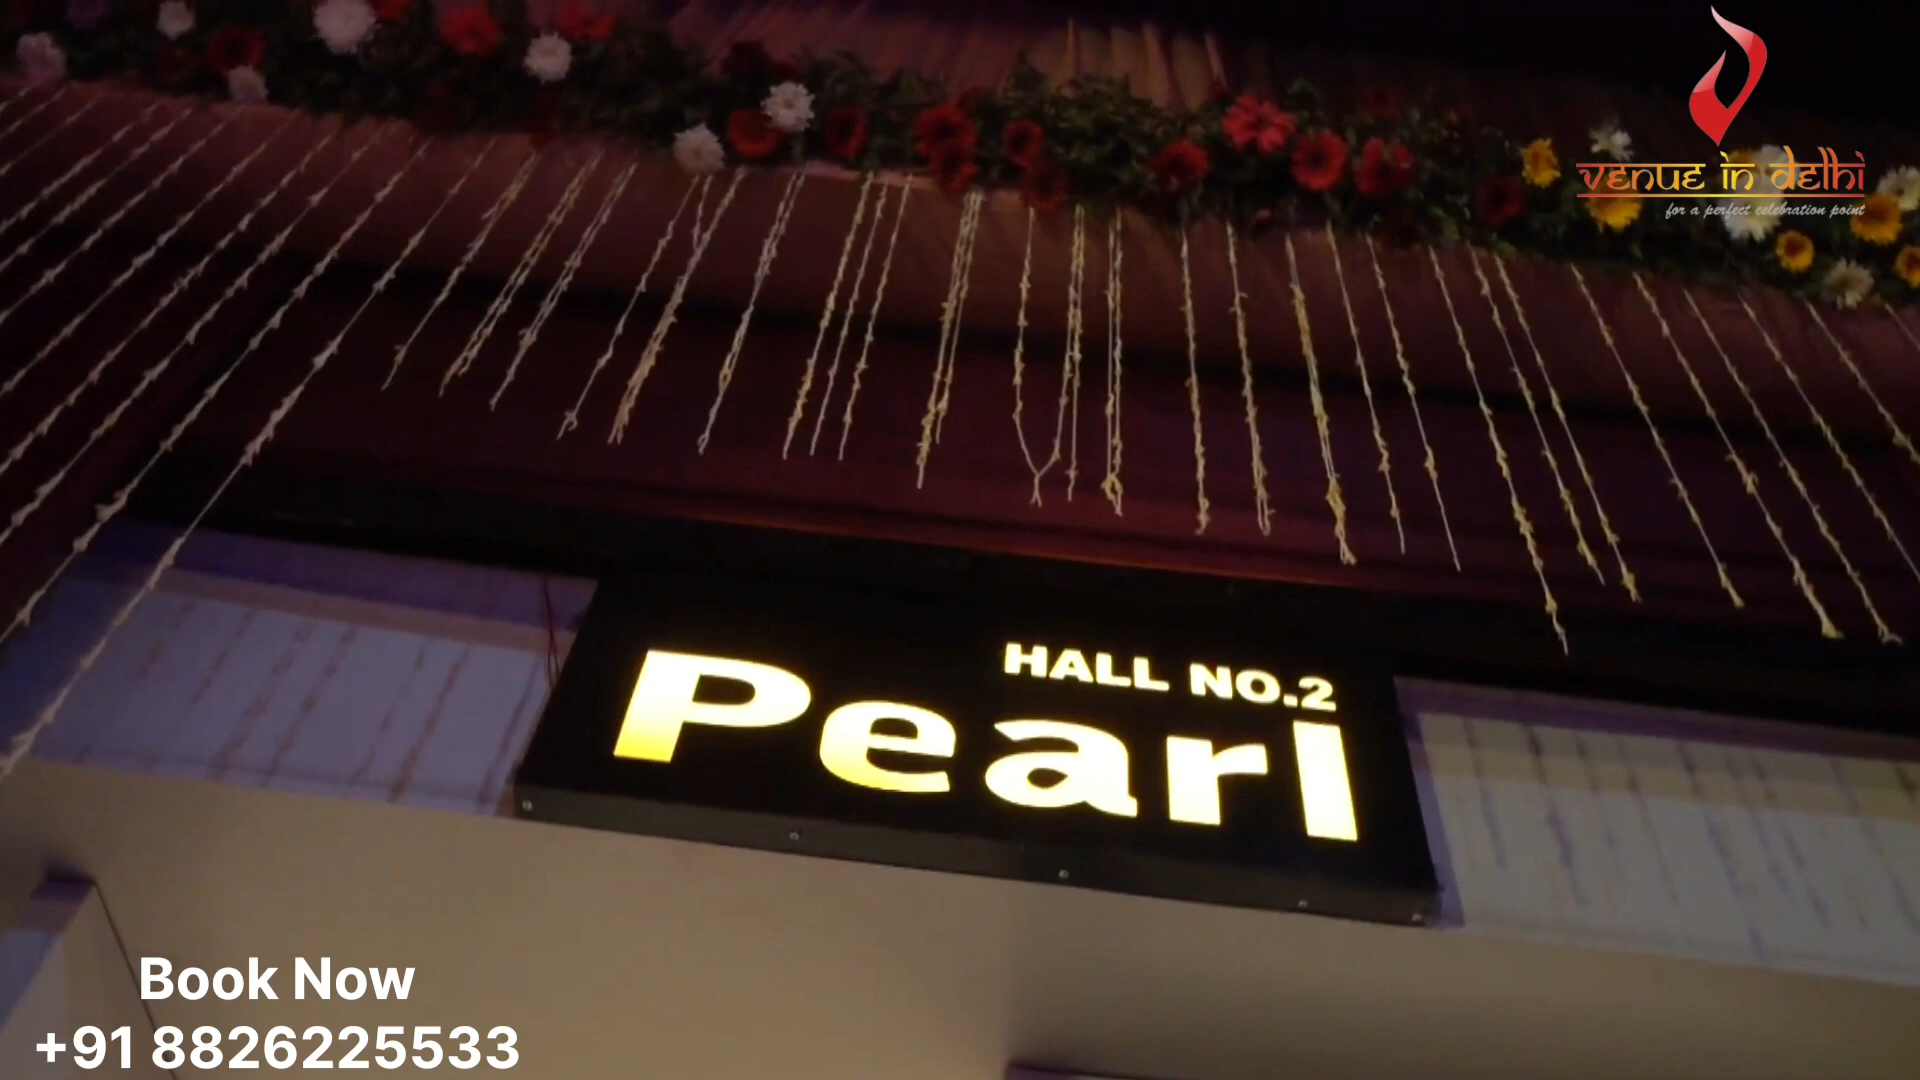 venue in delhi
for a perfect celebration point
HALL NO.2
Pearl
Book Now
+91 8826225533